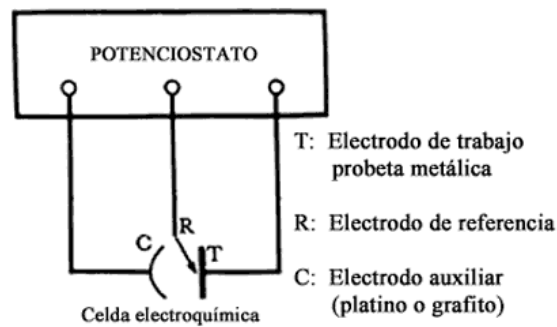 POTENCIOSTATO
T: Electrodo de trabajo
probeta metálica
R
R: Electrodo de referencia
C
T
C: Electrodo auxiliar
(platino o grafito)
Celda electroquímica